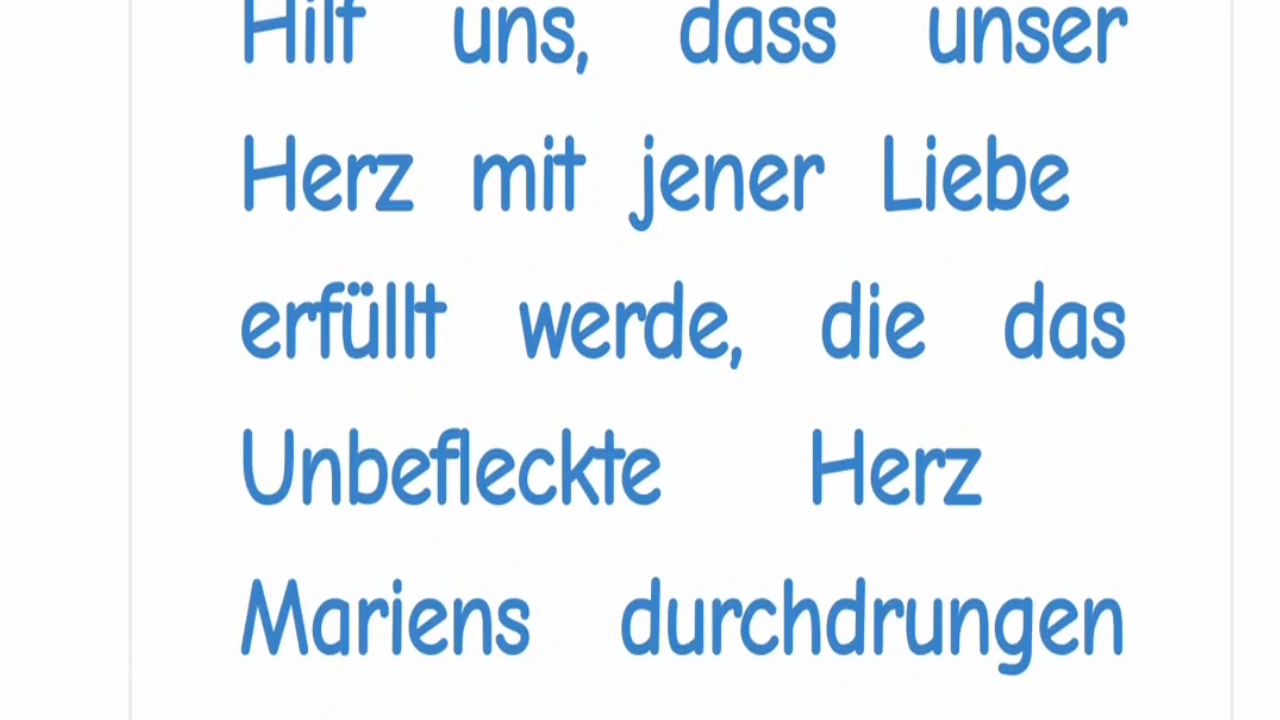 Hilf uns, dass unser
Herz mit jener Liebe
erfüllt werde, die das
Unbefleckte Herz
Mariens durchdrungen